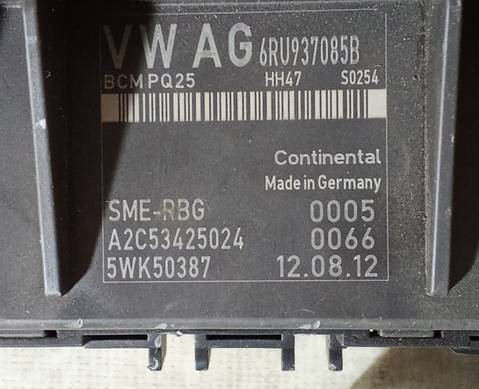 VW AG 6RU937085B
BCM PQ25 HH47 S0254
Continental
Made in Germany
SME-RBG 0005
A2C53425024 0066
5WK50387 12.08.12